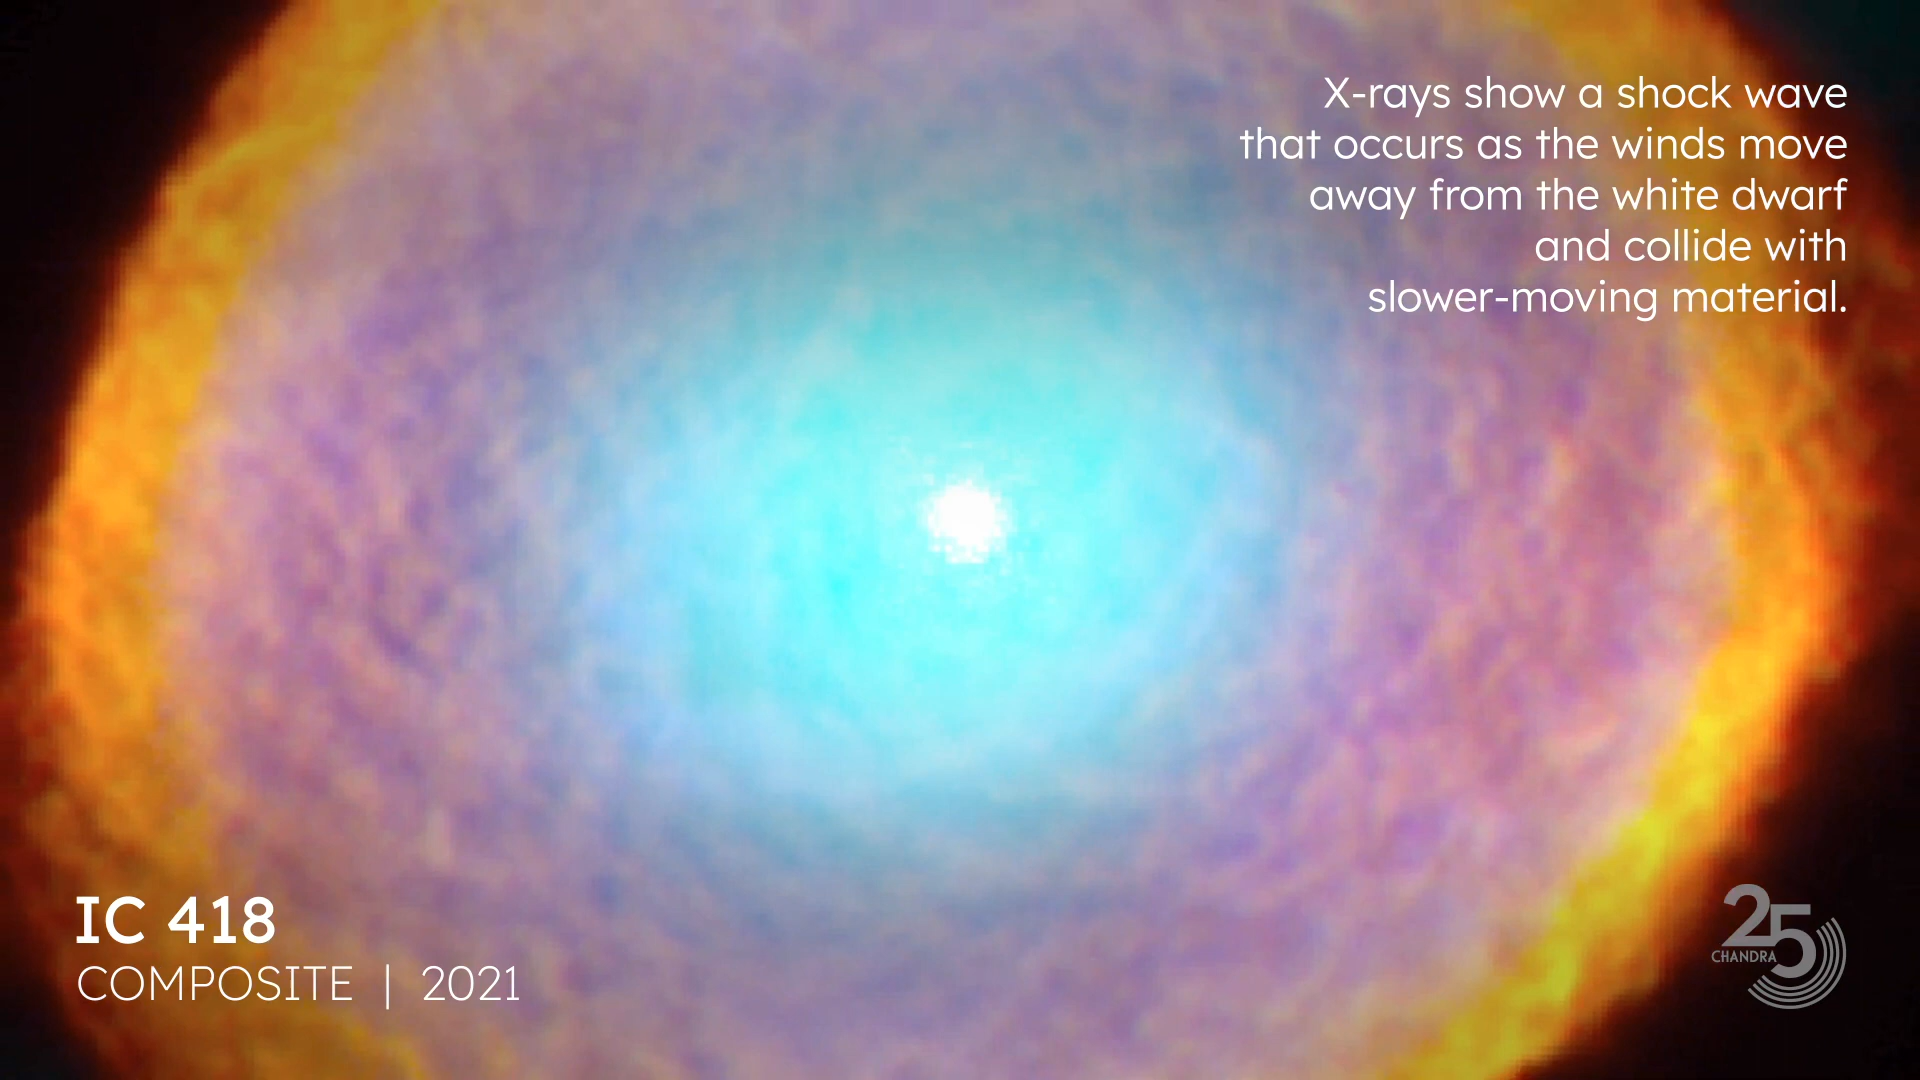 X-rays show a shock wave
that occurs as the winds move
away from the white dwarf
and collide with
slower-moving material.
IC 418
COMPOSITE | 2021
25
CHANDRA